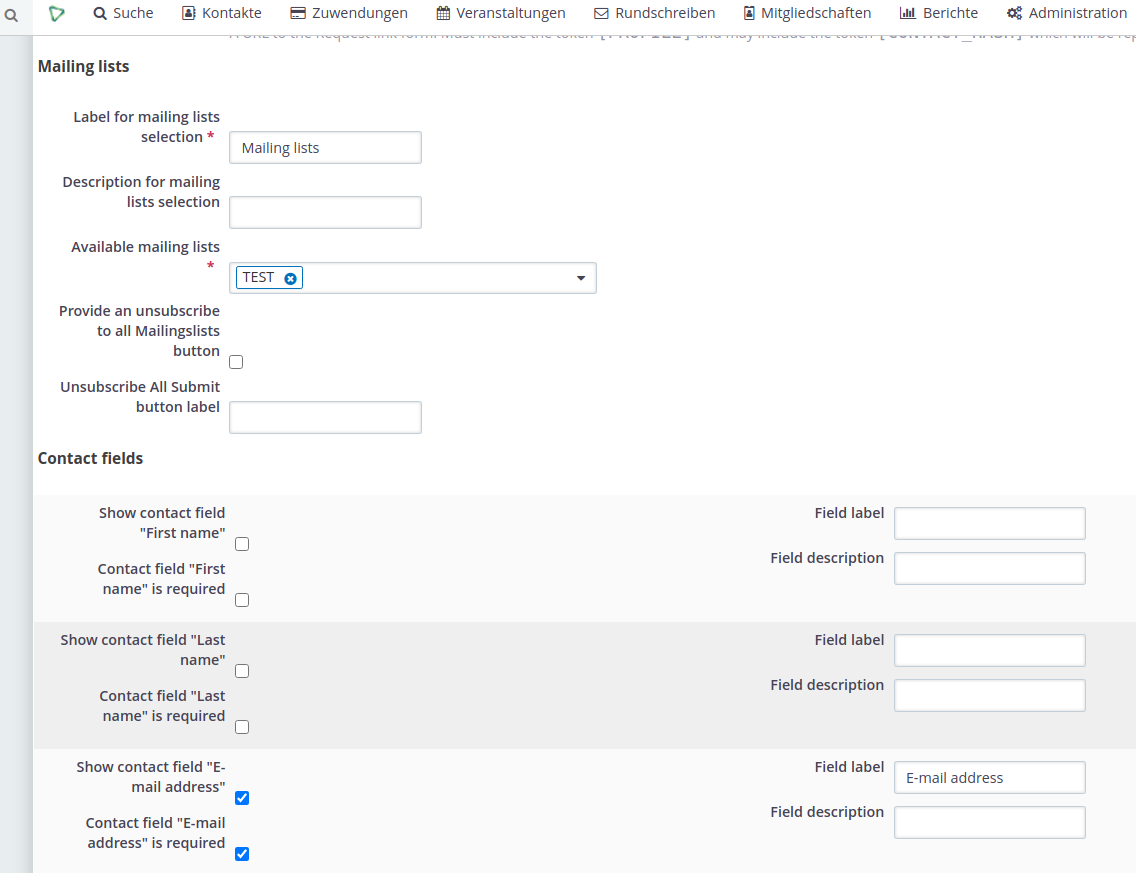 Suche Kontakte Zuwendungen Veranstaltungen Rundschreiben Mitgliedschaften Berichte Administration
Mailing lists
Label for mailing lists
selection *
Mailing lists
Description for mailing
lists selection
Available mailing lists
*
TEST
Provide an unsubscribe
to all Mailingslists
button
Unsubscribe All Submit
button label
Contact fields
Show contact field
"First name"
Field label
Contact field "First
name" is required
Field description
Show contact field "Last
name"
Field label
Contact field "Last
name" is required
Field description
Show contact field "E-
mail address"
Field label
E-mail address
Contact field "E-mail
address" is required
Field description